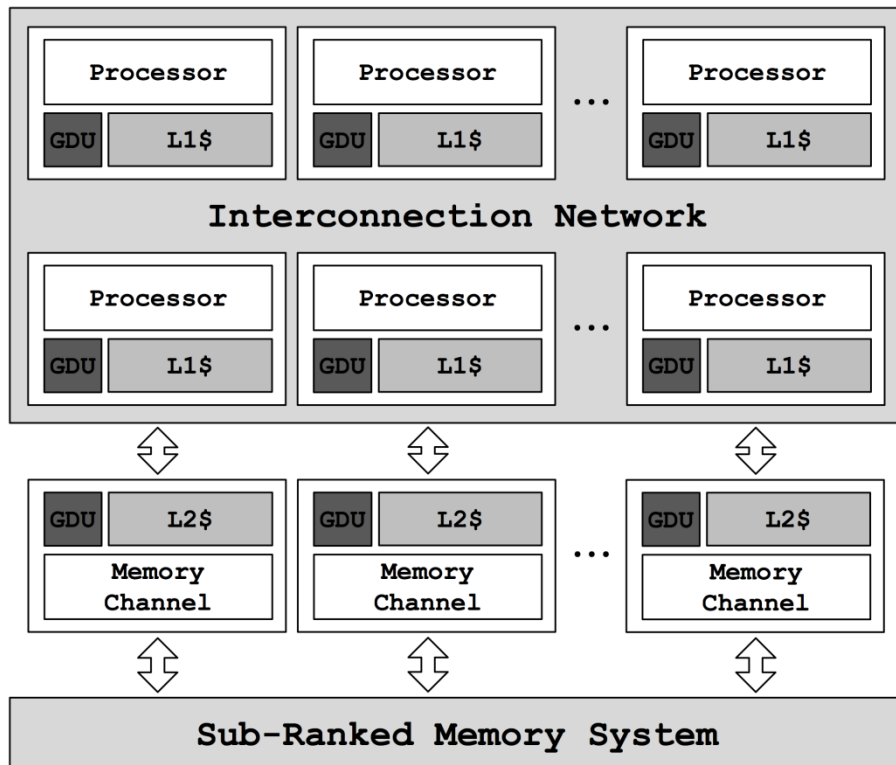 Processor Processor Processor
GDU L1$ GDU L1$ ... GDU L1$
Interconnection Network
Processor Processor Processor
GDU L1$ GDU L1$ ... GDU L1$
GDU L2$ GDU L2$ ... GDU L2$
Memory Memory Memory
Channel Channel Channel
Sub-Ranked Memory System